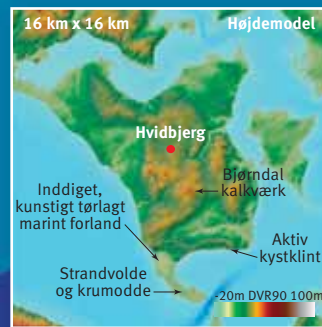 16 km x 16 km
Højdemodel
Hvidbjerg
Bjørndal
kalkværk
Inddiget,
kunstigt tørlagt
marint forland
Aktiv
kystklint
Strandvolde
og krumodde
-20m DVR90 100m